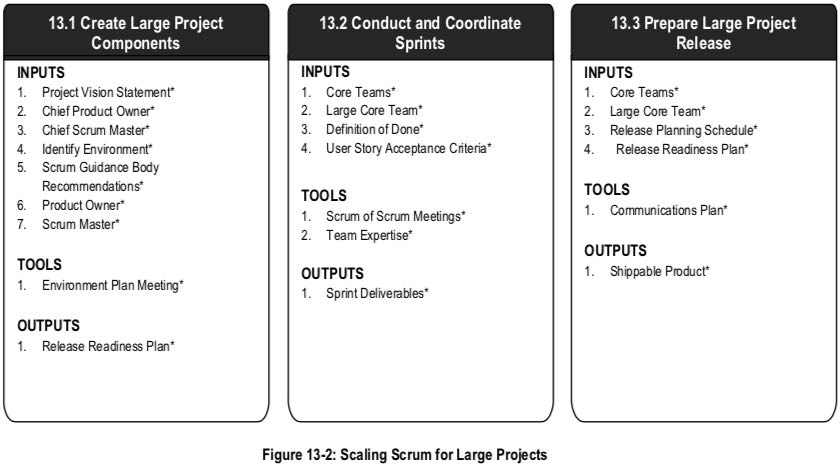 13.1 Create Large Project
Components
INPUTS
1. Project Vision Statement*
2. Chief Product Owner*
3. Chief Scrum Master*
4. Identify Environment*
5. Scrum Guidance Body
Recommendations*
6. Product Owner*
7. Scrum Master*
TOOLS
1. Environment Plan Meeting*
OUTPUTS
1. Release Readiness Plan*
13.2 Conduct and Coordinate
Sprints
INPUTS
1. Core Teams*
2. Large Core Team*
3. Definition of Done*
4. User Story Acceptance Criteria*
TOOLS
1. Scrum of Scrum Meetings*
2. Team Expertise*
OUTPUTS
1. Sprint Deliverables*
13.3 Prepare Large Project
Release
INPUTS
1. Core Teams*
2. Large Core Team*
3. Release Planning Schedule*
4. Release Readiness Plan*
TOOLS
1. Communications Plan*
OUTPUTS
1. Shippable Product*
Figure 13-2: Scaling Scrum for Large Projects